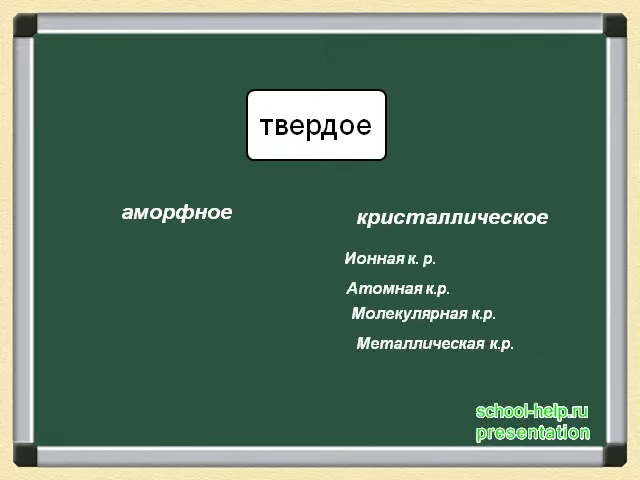 твердое
аморфное
кристаллическое
Ионная к. р.
Атомная к.р.
Молекулярная к.р.
Металлическая к.р.
school-help.ru
presentation